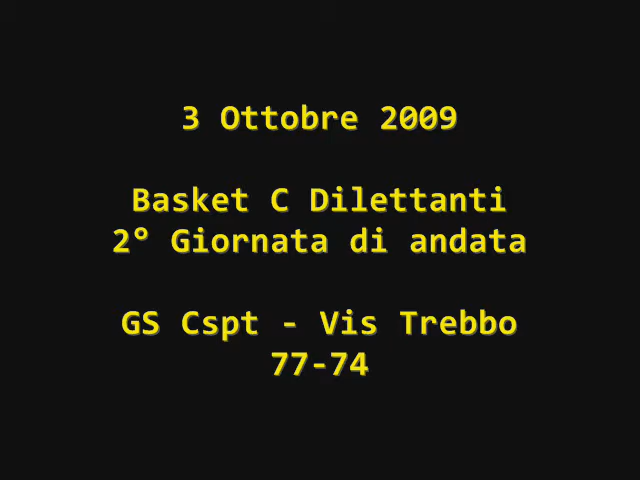 3 Ottobre 2009
Basket C Dilettanti
2° Giornata di andata
GS Cspt - Vis Trebbo
77-74